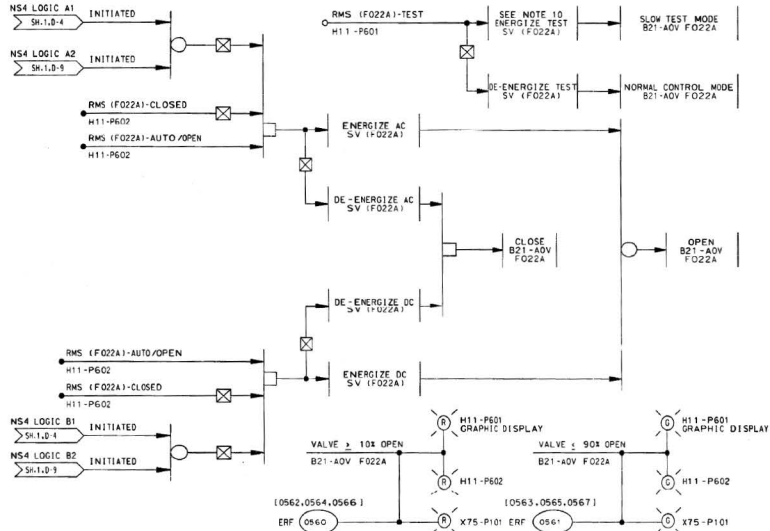 NS4 LOGIC A1
SH.1.D-4
INITIATED
NS4 LOGIC A2
SH.1.D-9
INITIATED
RMS (F022A)-CLOSED
H11-P602
RMS (F022A)-AUTO/OPEN
H11-P602
RMS (F022A)-TEST
H11-P601
SEE NOTE 10
ENERGIZE TEST
SV (F022A)
SLOW TEST MODE
B21-AOV F022A
DE-ENERGIZE TEST
SV (F022A)
NORMAL CONTROL MODE
B21-AOV F022A
ENERGIZE AC
SV (F022A)
DE-ENERGIZE AC
SV (F022A)
CLOSE
B21-AOV
F022A
OPEN
B21-AOV
F022A
DE-ENERGIZE DC
SV (F022A)
ENERGIZE DC
SV (F022A)
RMS (F022A)-AUTO/OPEN
H11-P602
RMS (F022A)-CLOSED
H11-P602
NS4 LOGIC B1
SH.1.D-4
INITIATED
NS4 LOGIC B2
SH.1.D-9
INITIATED
VALVE ≥ 10% OPEN
B21-AOV F022A
R H11-P601
GRAPHIC DISPLAY
R H11-P602
[0562,0564,0566]
ERF 0560
R X75-P101
VALVE ≤ 90% OPEN
B21-AOV F022A
G H11-P601
GRAPHIC DISPLAY
G H11-P602
[0563,0565,0567]
ERF 0561
G X75-P101